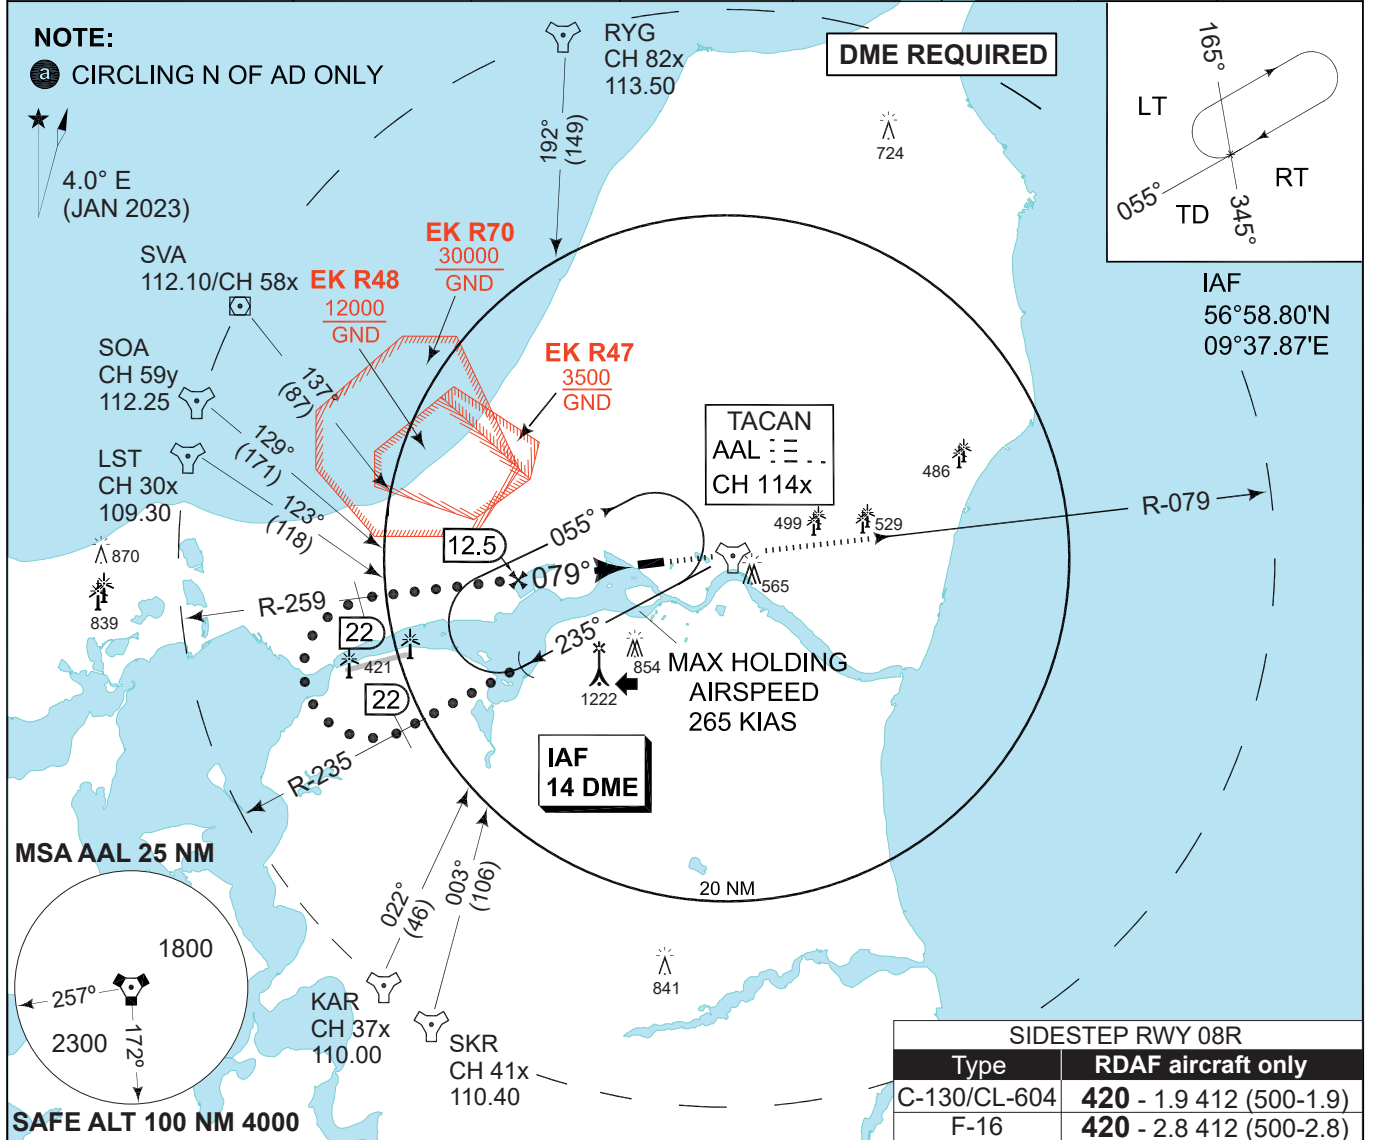 NOTE:
a CIRCLING N OF AD ONLY
4.0° E
(JAN 2023)
RYG
CH 82x
113.50
192°
(149)
DME REQUIRED
724
165°
LT
RT
055°
TD
345°
IAF
56°58.80'N
09°37.87'E
SVA
112.10/CH 58x
EK R48
12000
GND
EK R70
30000
GND
EK R47
3500
GND
SOA
CH 59y
112.25
LST
CH 30x
109.30
137°
(87)
129°
(171)
123°
(118)
TACAN
AAL
CH 114x
486
499
529
R-079
565
870
839
R-259
12.5
055°
079°
235°
22
421
22
R-235
854
1222
MAX HOLDING
AIRSPEED
265 KIAS
IAF
14 DME
20 NM
022°
(46)
003°
(106)
KAR
CH 37x
110.00
SKR
CH 41x
110.40
841
MSA AAL 25 NM
1800
257°
2300
172°
SAFE ALT 100 NM 4000
SIDESTEP RWY 08R
Type RDAF aircraft only
C-130/CL-604 420 - 1.9 412 (500-1.9)
F-16 420 - 2.8 412 (500-2.8)